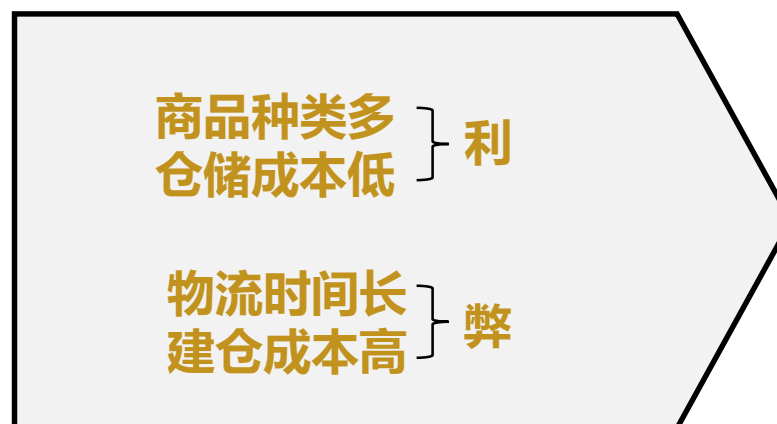 商品种类多
仓储成本低
利
物流时间长
建仓成本高
弊